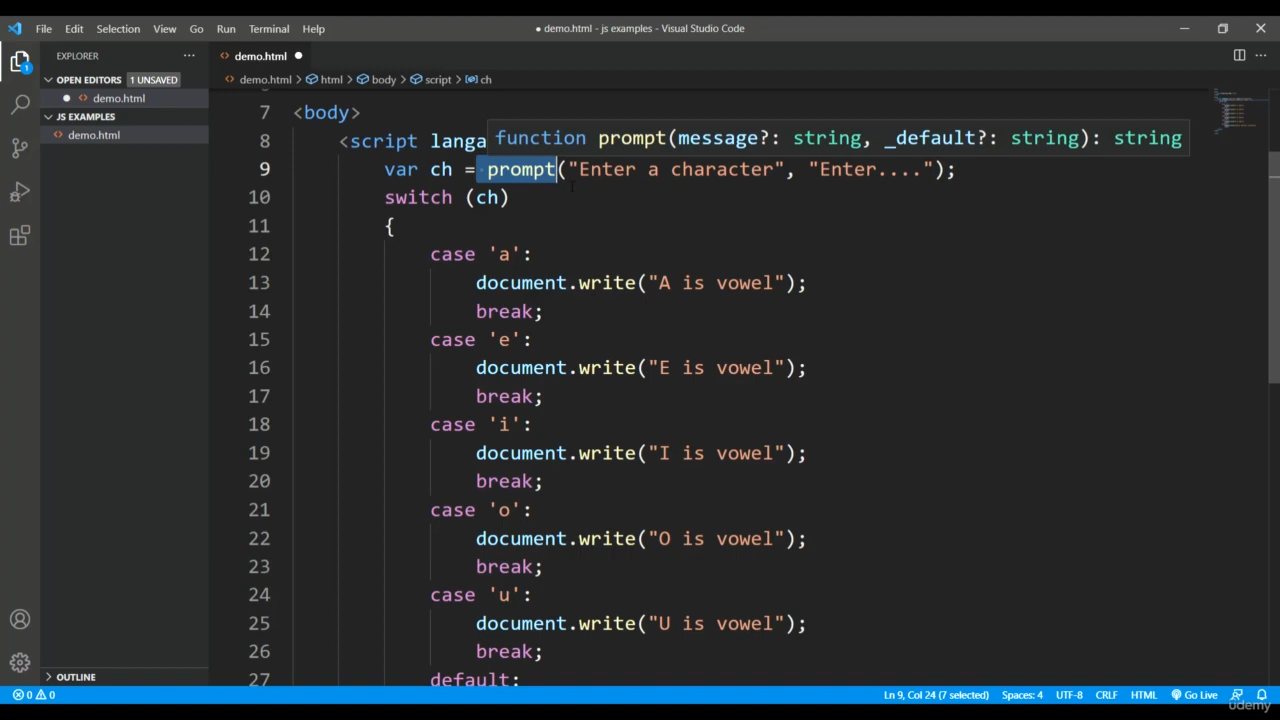 File Edit Selection View Go Run Terminal Help
● demo.html - js examples - Visual Studio Code
EXPLORER ···
<> demo.html ●
OPEN EDITORS 1 UNSAVED
● <> demo.html
JS EXAMPLES
<> demo.html
<> demo.html > html > body > script > ch
7 <body>
8 <script langa
function prompt(message?: string, _default?: string): string
9 var ch = prompt("Enter a character", "Enter....");
10 switch (ch)
11 {
12 case 'a':
13 document.write("A is vowel");
14 break;
15 case 'e':
16 document.write("E is vowel");
17 break;
18 case 'i':
19 document.write("I is vowel");
20 break;
21 case 'o':
22 document.write("O is vowel");
23 break;
24 case 'u':
25 document.write("U is vowel");
26 break;
27 default:
1
OUTLINE
0 0
Ln 9, Col 24 (7 selected) Spaces: 4 UTF-8 CRLF HTML Go Live
udemy